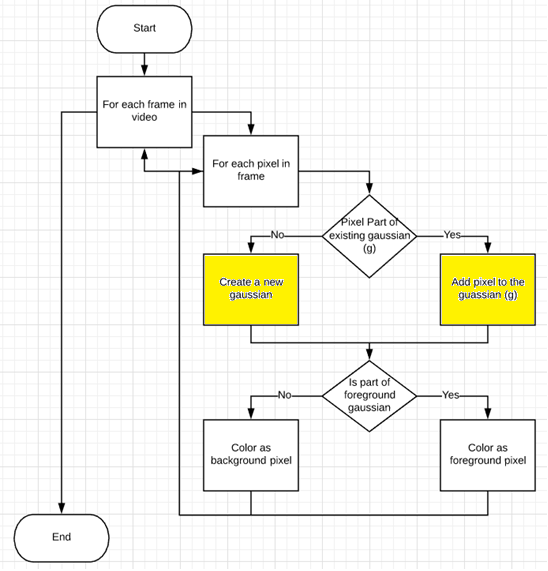 Start
For each frame in
video
For each pixel in
frame
Pixel Part of
existing gaussian
(g)
No
Yes
Create a new
gaussian
Add pixel to the
guassian (g)
Is part of
foreground
gaussian
No
Yes
Color as
background pixel
Color as
foreground pixel
End